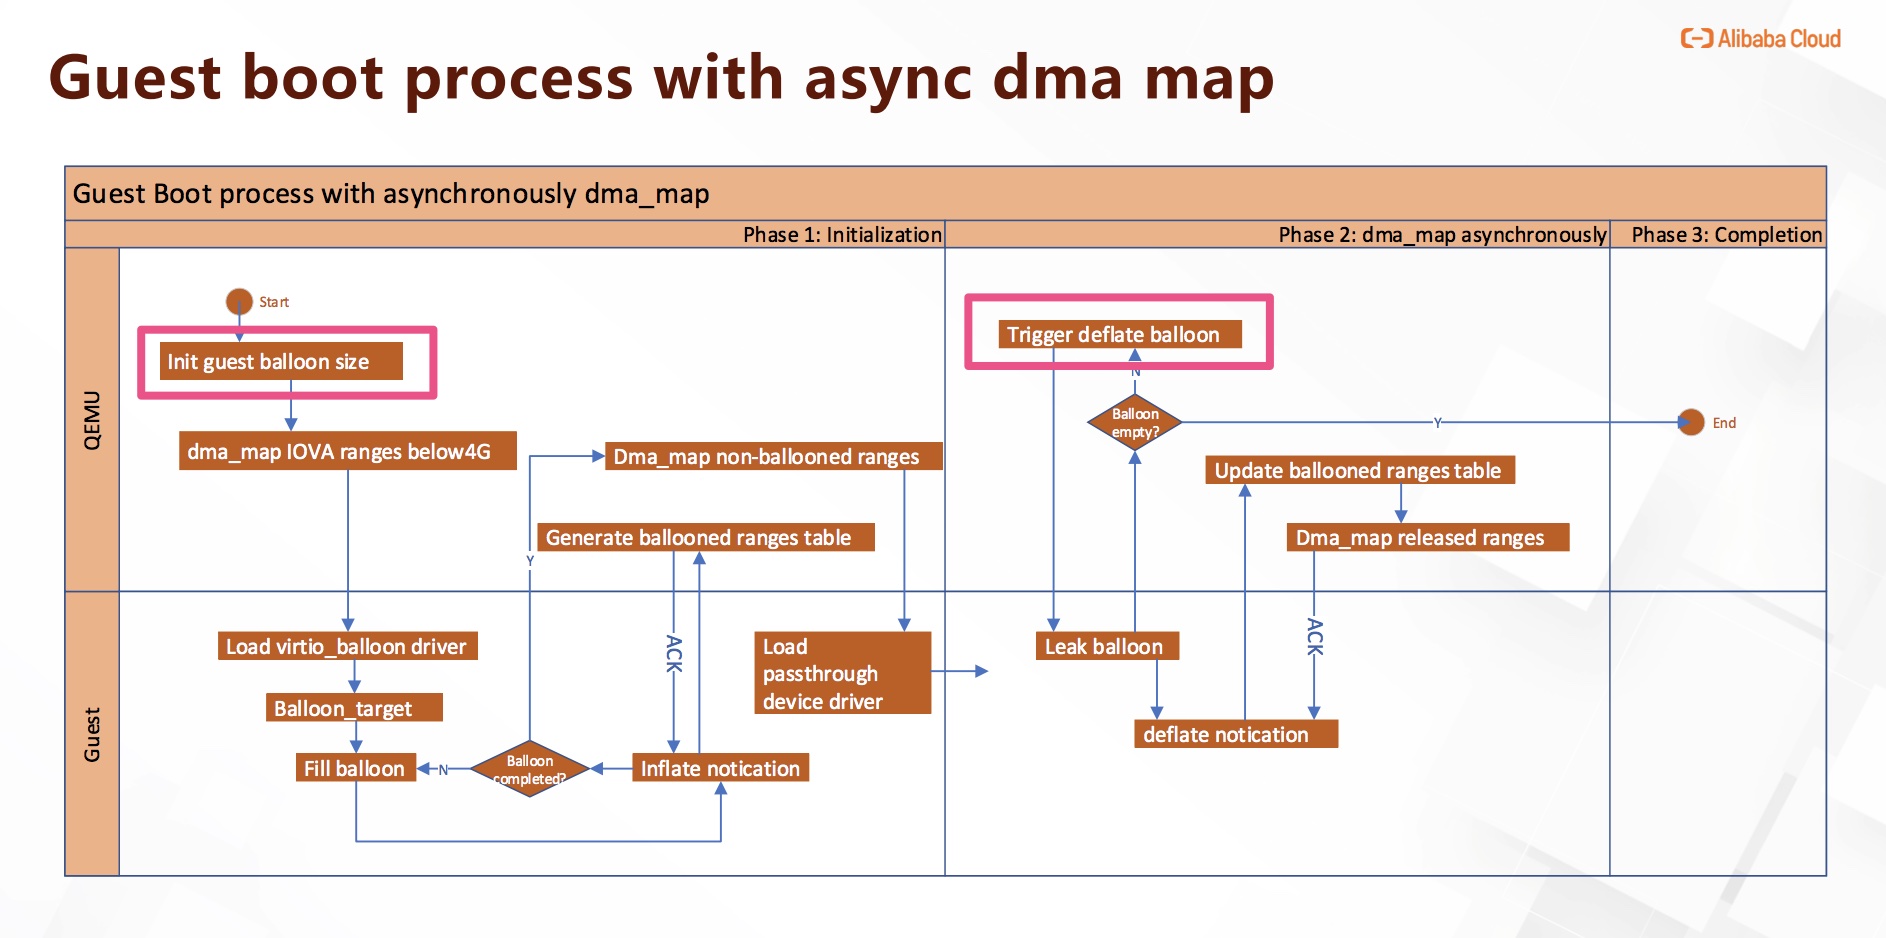 Alibaba Cloud
Guest boot process with async dma map
Guest Boot process with asynchronously dma_map
Phase 1: Initialization
Phase 2: dma_map asynchronously
Phase 3: Completion
QEMU
Start
Init guest balloon size
dma_map IOVA ranges below4G
Dma_map non-ballooned ranges
Generate ballooned ranges table
Y
Trigger deflate balloon
N
Balloon
empty?
Y
End
Update ballooned ranges table
Dma_map released ranges
Guest
Load virtio_balloon driver
Balloon_target
Fill balloon
N
Balloon
completed?
Inflate notication
ACK
Load
passthrough
device driver
Leak balloon
deflate notication
ACK